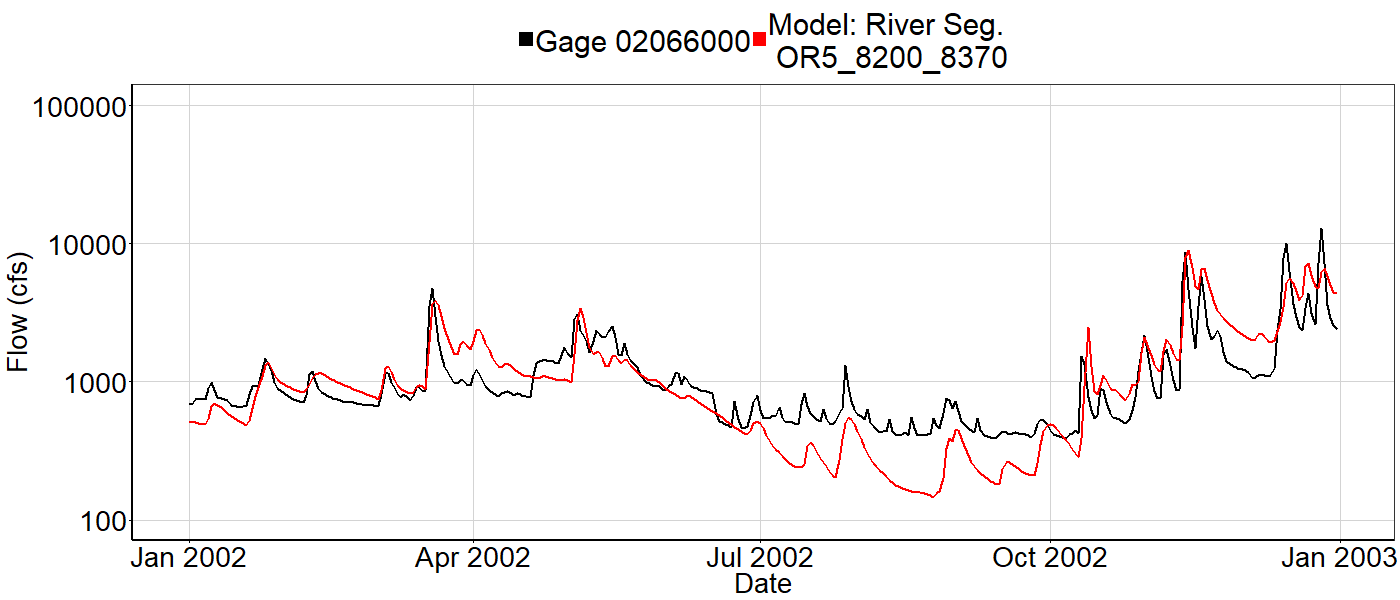 Gage 02066000
Model: River Seg.
OR5_8200_8370
100000
10000
1000
100
Flow (cfs)
Jan 2002
Apr 2002
Jul 2002
Oct 2002
Jan 2003
Date